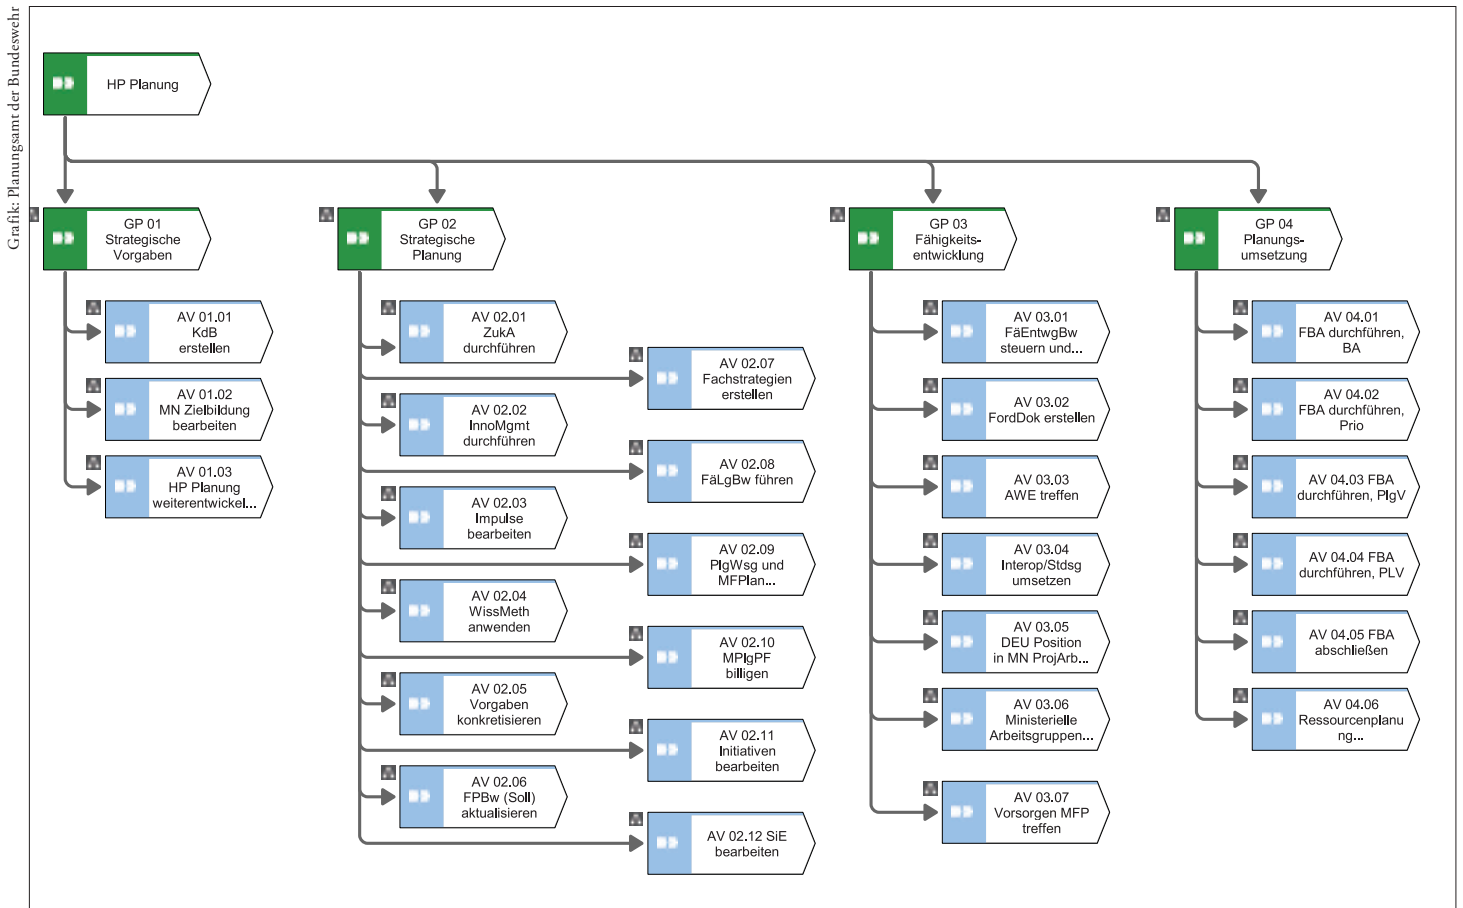 Grafik: Planungsamt der Bundeswehr
HP Planung
GP 01
Strategische
Vorgaben
AV 01.01
KdB
erstellen
AV 01.02
MN Zielbildung
bearbeiten
AV 01.03
HP Planung
weiterentwickel...
GP 02
Strategische
Planung
AV 02.01
ZukA
durchführen
AV 02.02
InnoMgmt
durchführen
AV 02.03
Impulse
bearbeiten
AV 02.04
WissMeth
anwenden
AV 02.05
Vorgaben
konkretisieren
AV 02.06
FPBw (Soll)
aktualisieren
AV 02.07
Fachstrategien
erstellen
AV 02.08
FäLgBw führen
AV 02.09
PlgWsg und
MFPlan...
AV 02.10
MPlgPF
billigen
AV 02.11
Initiativen
bearbeiten
AV 02.12 SiE
bearbeiten
GP 03
Fähigkeits-
entwicklung
AV 03.01
FäEntwgBw
steuern und...
AV 03.02
FordDok erstellen
AV 03.03
AWE treffen
AV 03.04
Interop/Stdsg
umsetzen
AV 03.05
DEU Position
in MN ProjArb...
AV 03.06
Ministerielle
Arbeitsgruppen...
AV 03.07
Vorsorgen MFP
treffen
GP 04
Planungs-
umsetzung
AV 04.01
FBA durchführen,
BA
AV 04.02
FBA durchführen,
Prio
AV 04.03 FBA
durchführen, PlgV
AV 04.04 FBA
durchführen, PLV
AV 04.05 FBA
abschließen
AV 04.06
Ressourcenplanu
ng...